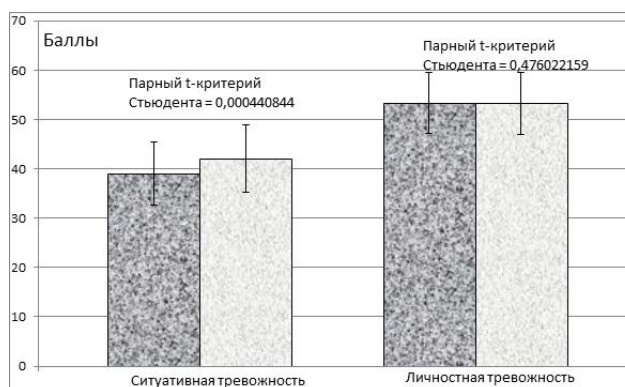 70
Баллы
60
50
40
30
20
10
0
Парный t-критерий
Стьюдента = 0,000440844
Парный t-критерий
Стьюдента = 0,476022159
Ситуативная тревожность
Личностная тревожность